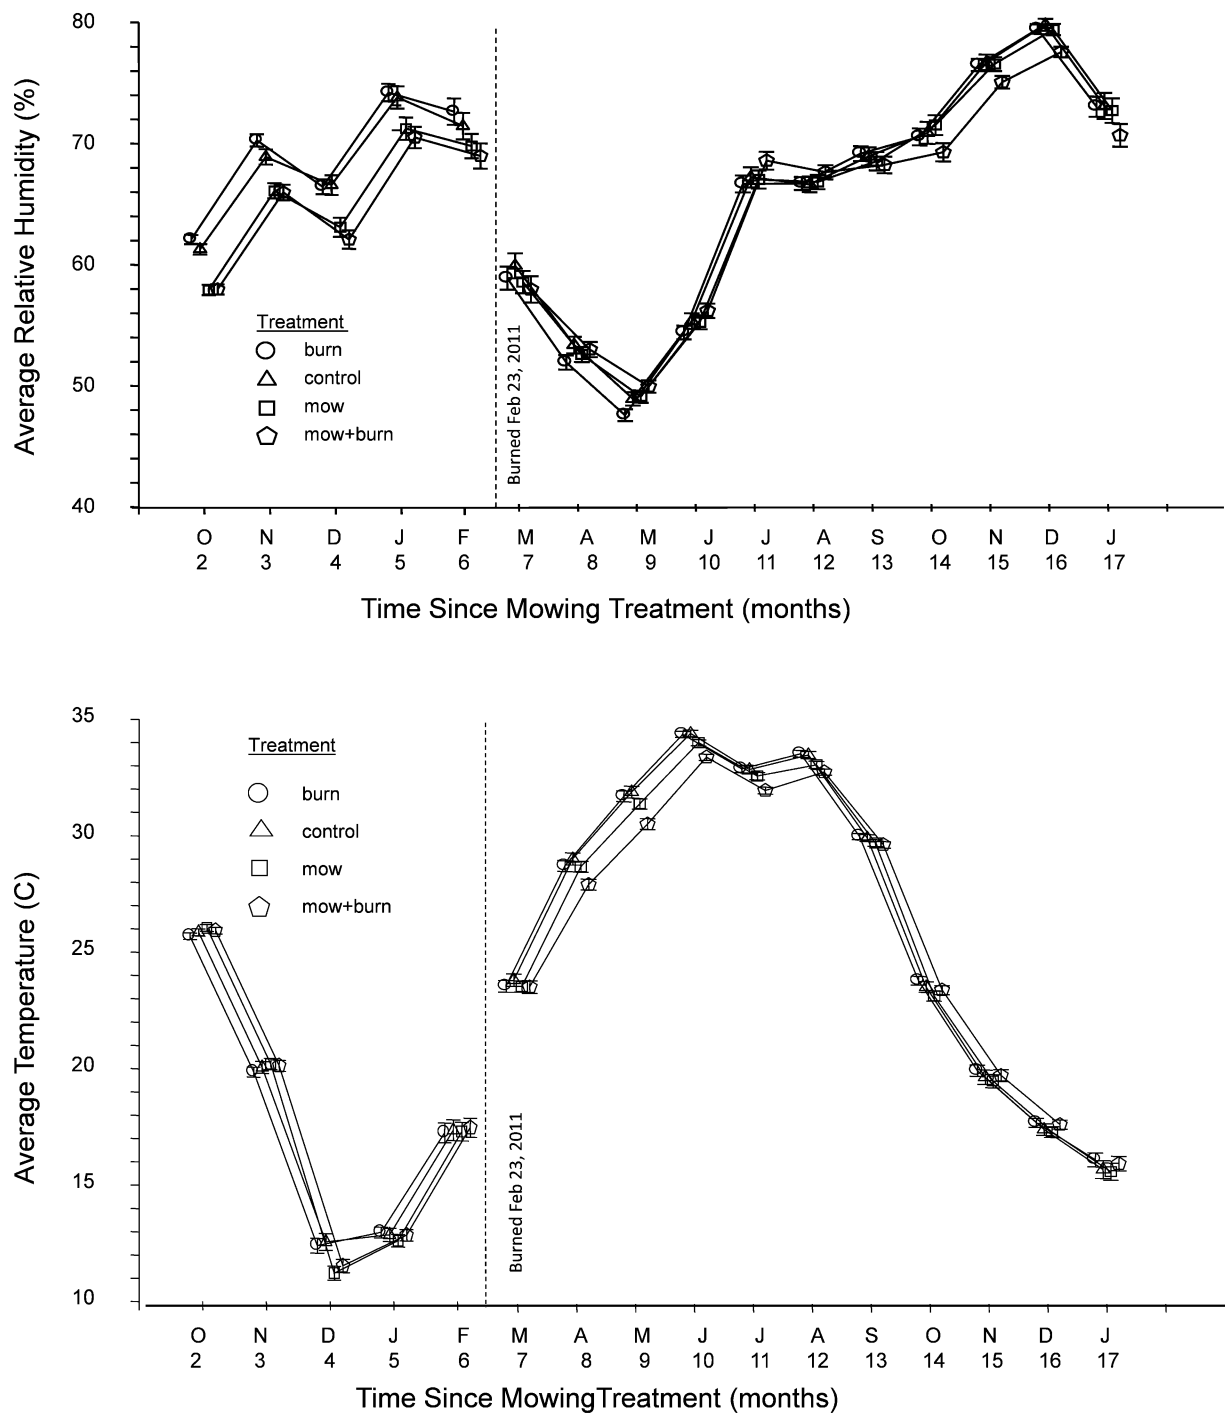 Average Relative Humidity (%)
80
70
60
50
40
Treatment
burn
control
mow
mow+burn
Burned Feb 23, 2011
O N D J F M A M J J A S O N D J
2 3 4 5 6 7 8 9 10 11 12 13 14 15 16 17
Time Since Mowing Treatment (months)
Average Temperature (C)
35
30
25
20
15
10
Treatment
burn
control
mow
mow+burn
Burned Feb 23, 2011
O N D J F M A M J J A S O N D J
2 3 4 5 6 7 8 9 10 11 12 13 14 15 16 17
Time Since MowingTreatment (months)